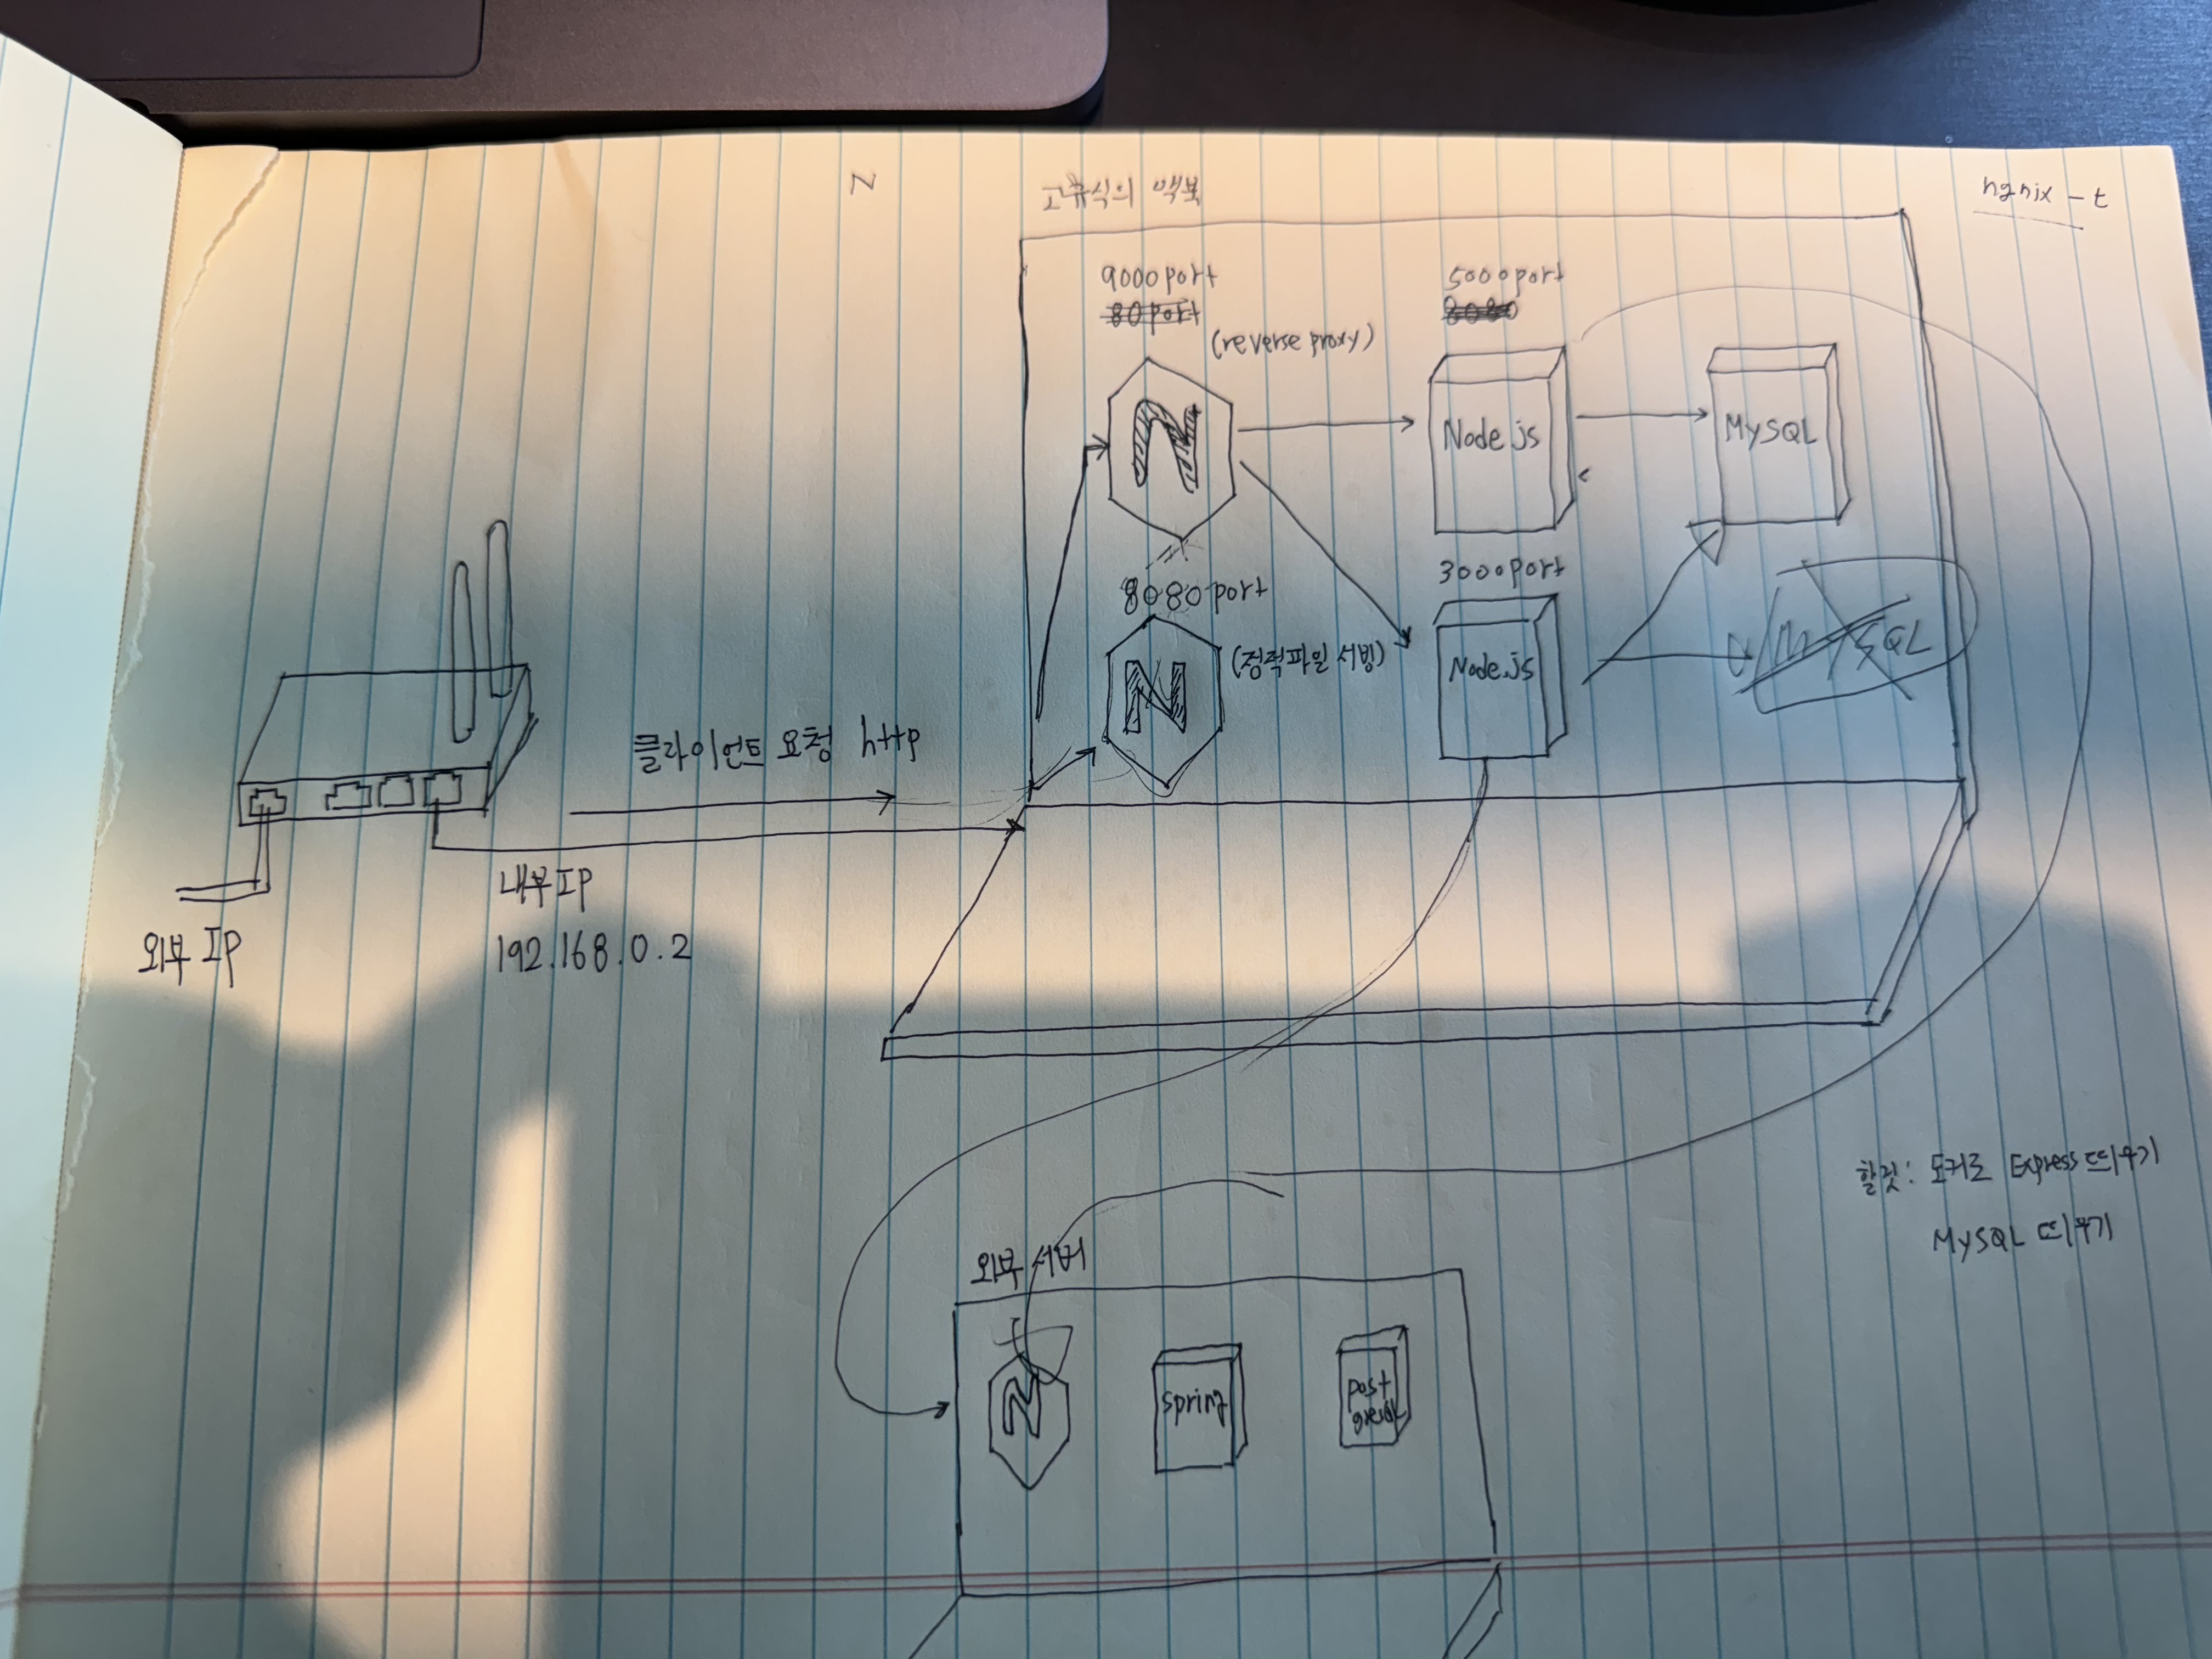 N
고규식의 맥북
nginx -t
9000port
80port
(reverse proxy)
5000port
8080
N
Node.js
MySQL
8080port
3000port
N
(정적파일 서빙)
Node.js
MySQL
클라이언트 요청 http
내부 IP
192.168.0.2
외부 IP
할 것: 도커로 Express 띄우기
MySQL 띄우기
외부 서버
N
spring
post
greSQL